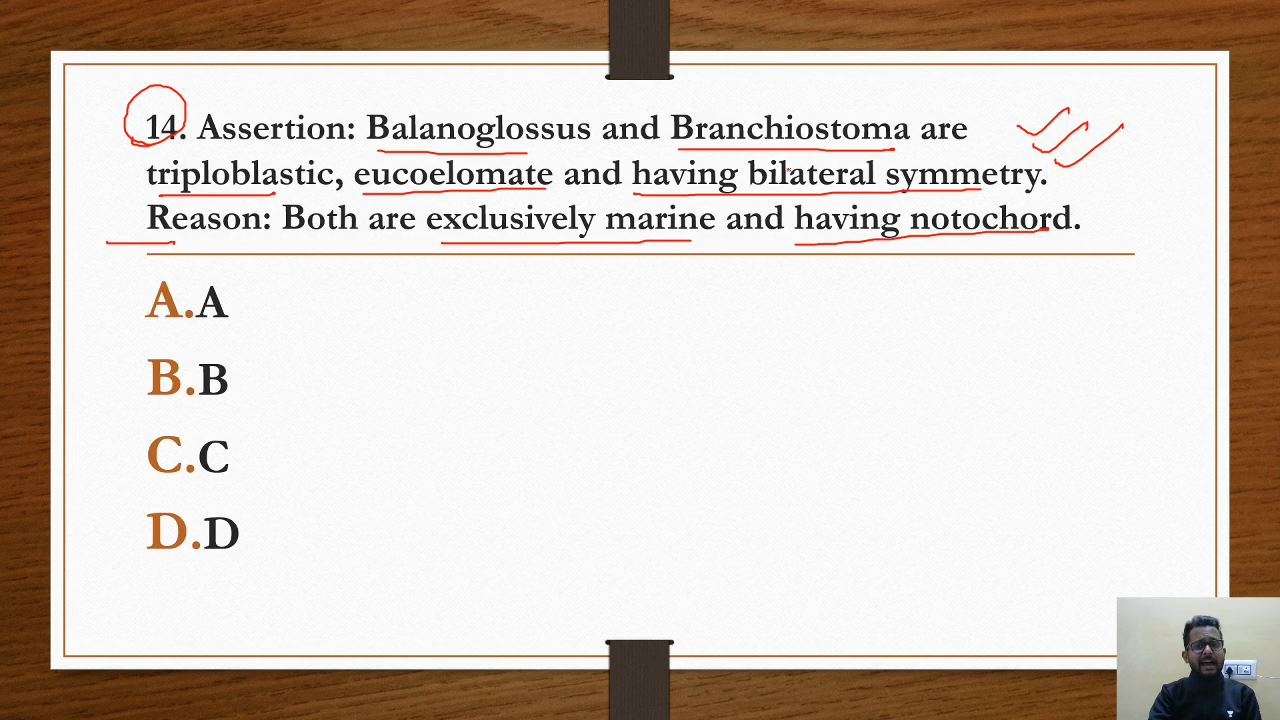 14. Assertion: Balanoglossus and Branchiostoma are
triploblastic, eucoelomate and having bilateral symmetry.
Reason: Both are exclusively marine and having notochord.
A.A
B.B
C.C
D.D